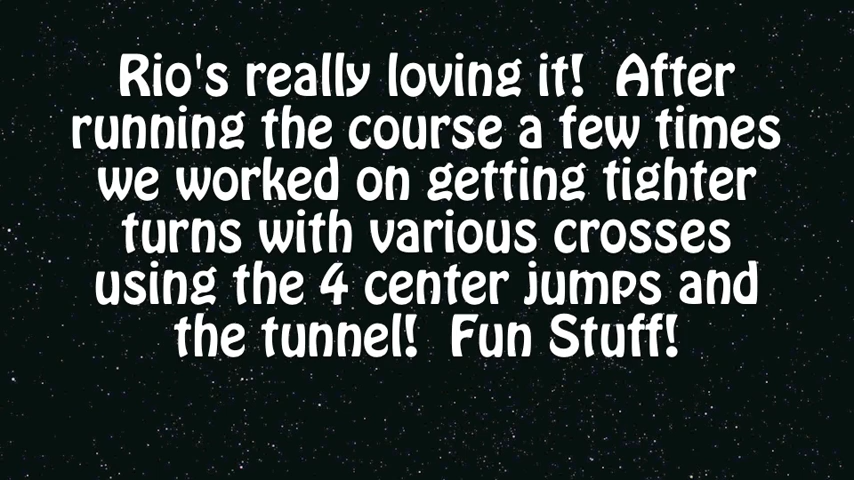 Rio's really loving it!  After
running the course a few times
we worked on getting tighter
turns with various crosses
using the 4 center jumps and
the tunnel!  Fun Stuff!